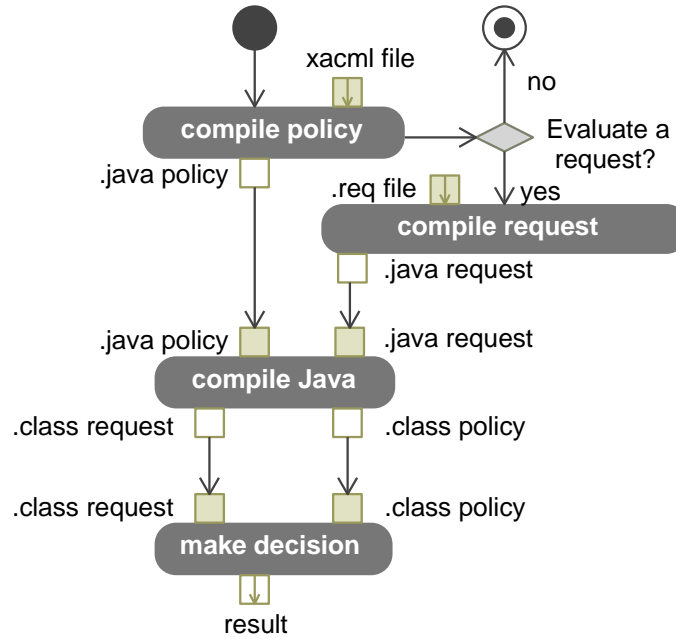 xacml file
no
compile policy
Evaluate a
request?
.java policy
.req file
yes
compile request
.java request
.java policy
.java request
compile Java
.class request
.class policy
.class request
.class policy
make decision
result